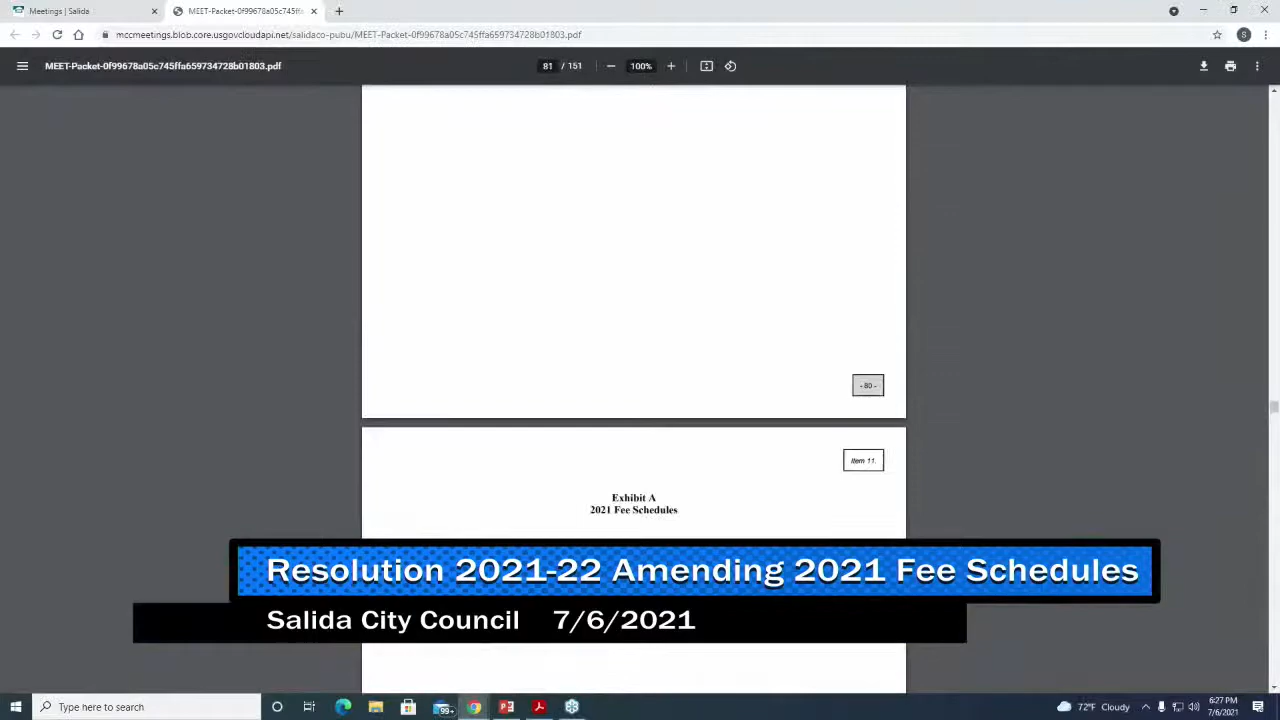 Meetings | Salida
MEET-Packet-0f99678a05c745ffa
mccmeetings.blob.core.usgovcloudapi.net/salidaco-pubu/MEET-Packet-0f99678a05c745ffa659734728b01803.pdf
S
MEET-Packet-0f99678a05c745ffa659734728b01803.pdf
81 / 151
100%
- 80 -
Item 11.
Exhibit A
2021 Fee Schedules
Resolution 2021-22 Amending 2021 Fee Schedules
Salida City Council 7/6/2021
Type here to search
99+
72°F Cloudy
6:27 PM
7/6/2021